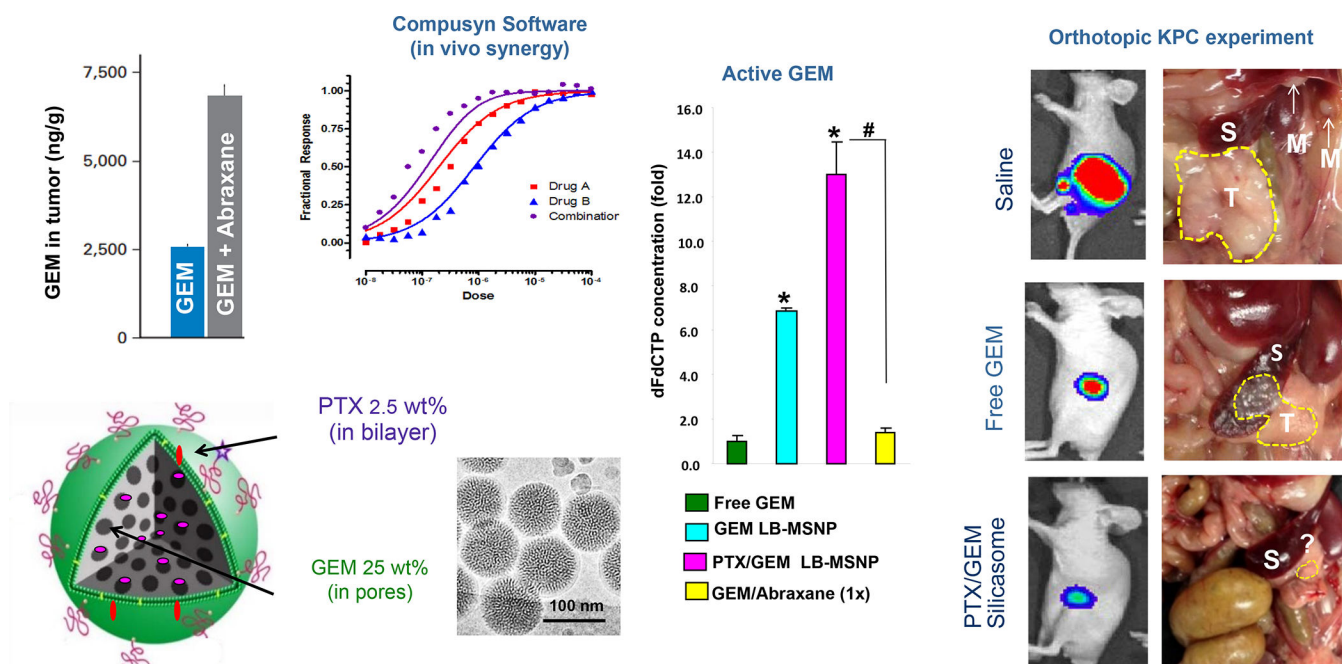 GEM in tumor (ng/g)
7,500
5,000
2,500
0
GEM
GEM + Abraxane
Compusyn Software
(in vivo synergy)
Fractional Response
1.00
0.75
0.50
0.25
0.00
Drug A
Drug B
Combination
10⁻⁸
10⁻⁷
10⁻⁶
10⁻⁵
10⁻⁴
Dose
PTX 2.5 wt%
(in bilayer)
GEM 25 wt%
(in pores)
100 nm
Active GEM
dFdCTP concentration (fold)
16.0
14.0
12.0
10.0
8.0
6.0
4.0
2.0
0.0
*
*
#
Free GEM
GEM LB-MSNP
PTX/GEM LB-MSNP
GEM/Abraxane (1x)
Orthotopic KPC experiment
Saline
S
M
M
T
Free GEM
S
T
PTX/GEM
Silicasome
S
?